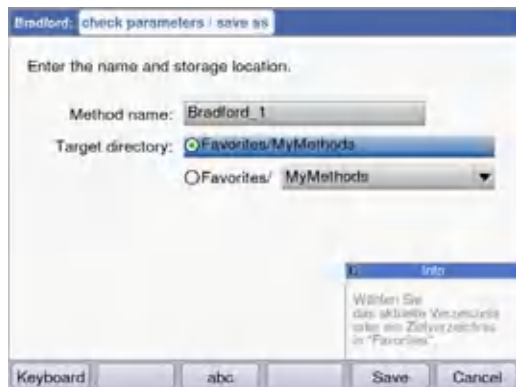 Bradford: check parameters / save as
Enter the name and storage location.
Method name: Bradford_1
Target directory: Favorites/MyMethods
Favorites/ MyMethods
Info
Wählen Sie
das aktuelle Verzeichnis
oder ein Zielverzeichnis
in "Favorites".
Keyboard abc Save Cancel